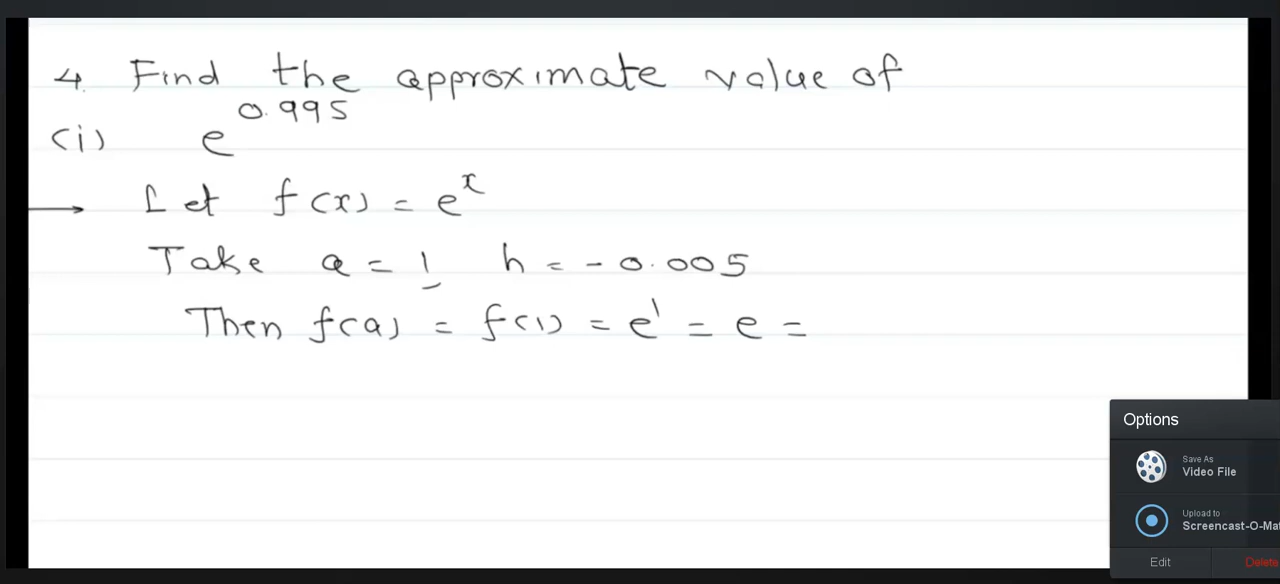 4. Find the approximate value of
(i) e^0.995
→ Let f(x) = e^x
Take a = 1, h = - 0.005
Then f(a) = f(1) = e^1 = e =
Options
Save As
Video File
Upload to
Screencast-O-Mat
Edit
Delete